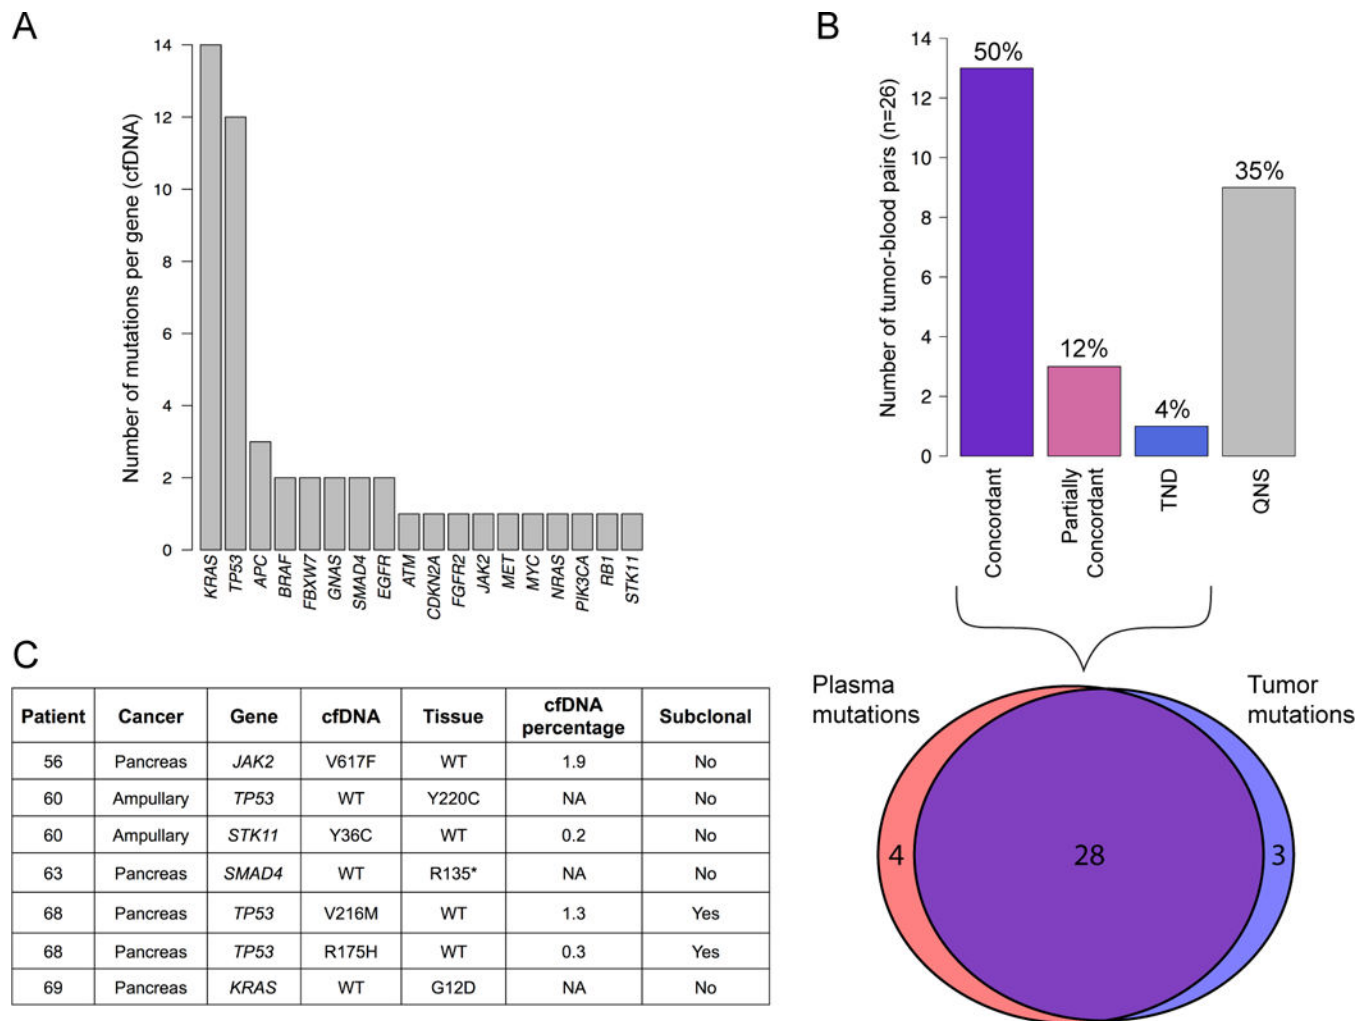 A
Number of mutations per gene (cfDNA)
14
12
10
8
6
4
2
0
KRAS
TP53
APC
BRAF
FBXW7
GNAS
SMAD4
EGFR
ATM
CDKN2A
FGFR2
JAK2
MET
MYC
NRAS
PIK3CA
RB1
STK11
B
Number of tumor-blood pairs (n=26)
14
12
10
8
6
4
2
0
50%
12%
4%
35%
Concordant
Partially
Concordant
TND
QNS
Plasma
mutations
Tumor
mutations
4
28
3
C
Patient Cancer Gene cfDNA Tissue cfDNA percentage Subclonal
56 Pancreas JAK2 V617F WT 1.9 No
60 Ampullary TP53 WT Y220C NA No
60 Ampullary STK11 Y36C WT 0.2 No
63 Pancreas SMAD4 WT R135* NA No
68 Pancreas TP53 V216M WT 1.3 Yes
68 Pancreas TP53 R175H WT 0.3 Yes
69 Pancreas KRAS WT G12D NA No